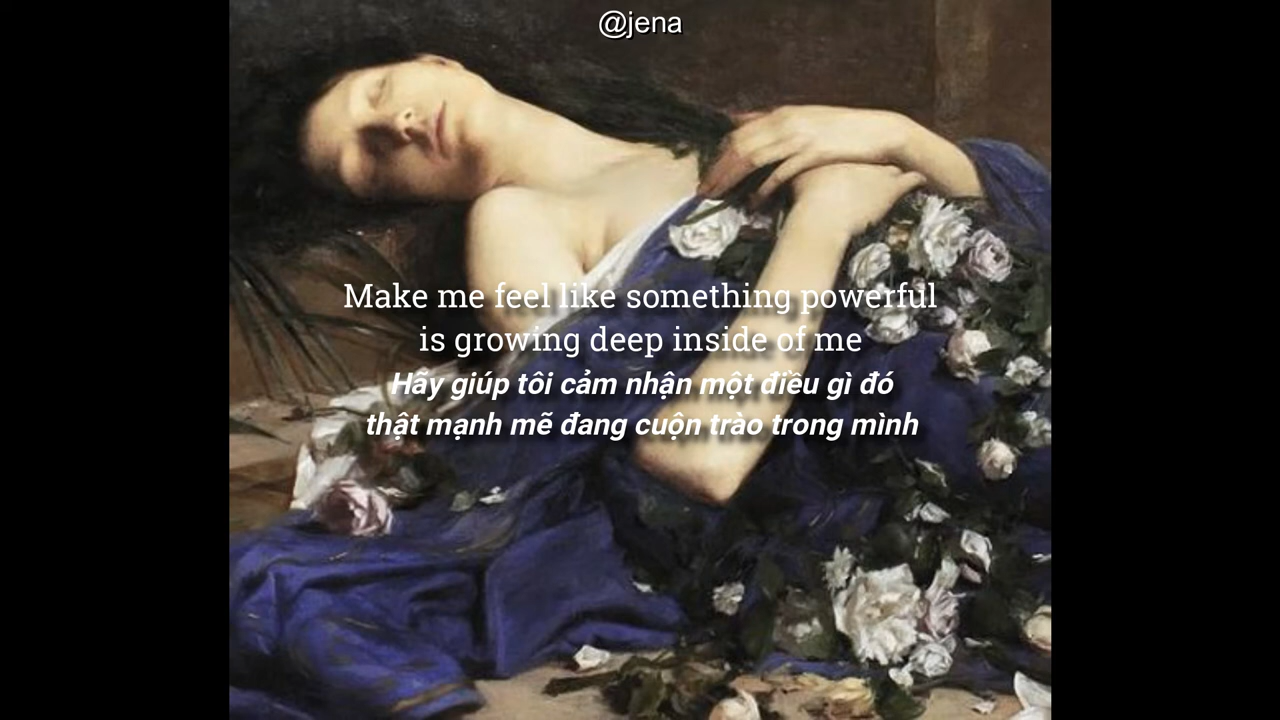 @jena
Make me feel like something powerful
is growing deep inside of me
Hãy giúp tôi cảm nhận một điều gì đó
thật mạnh mẽ đang cuộn trào trong mình